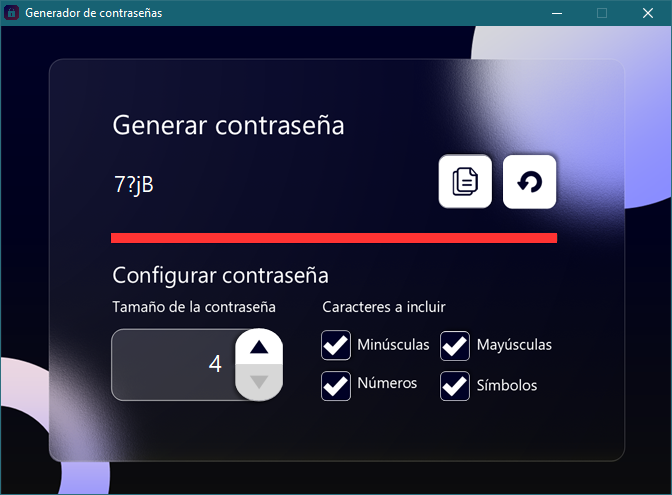 Generador de contraseñas
Generar contraseña
7?jB
Configurar contraseña
Tamaño de la contraseña
Caracteres a incluir
4
Minúsculas
Mayúsculas
Números
Símbolos